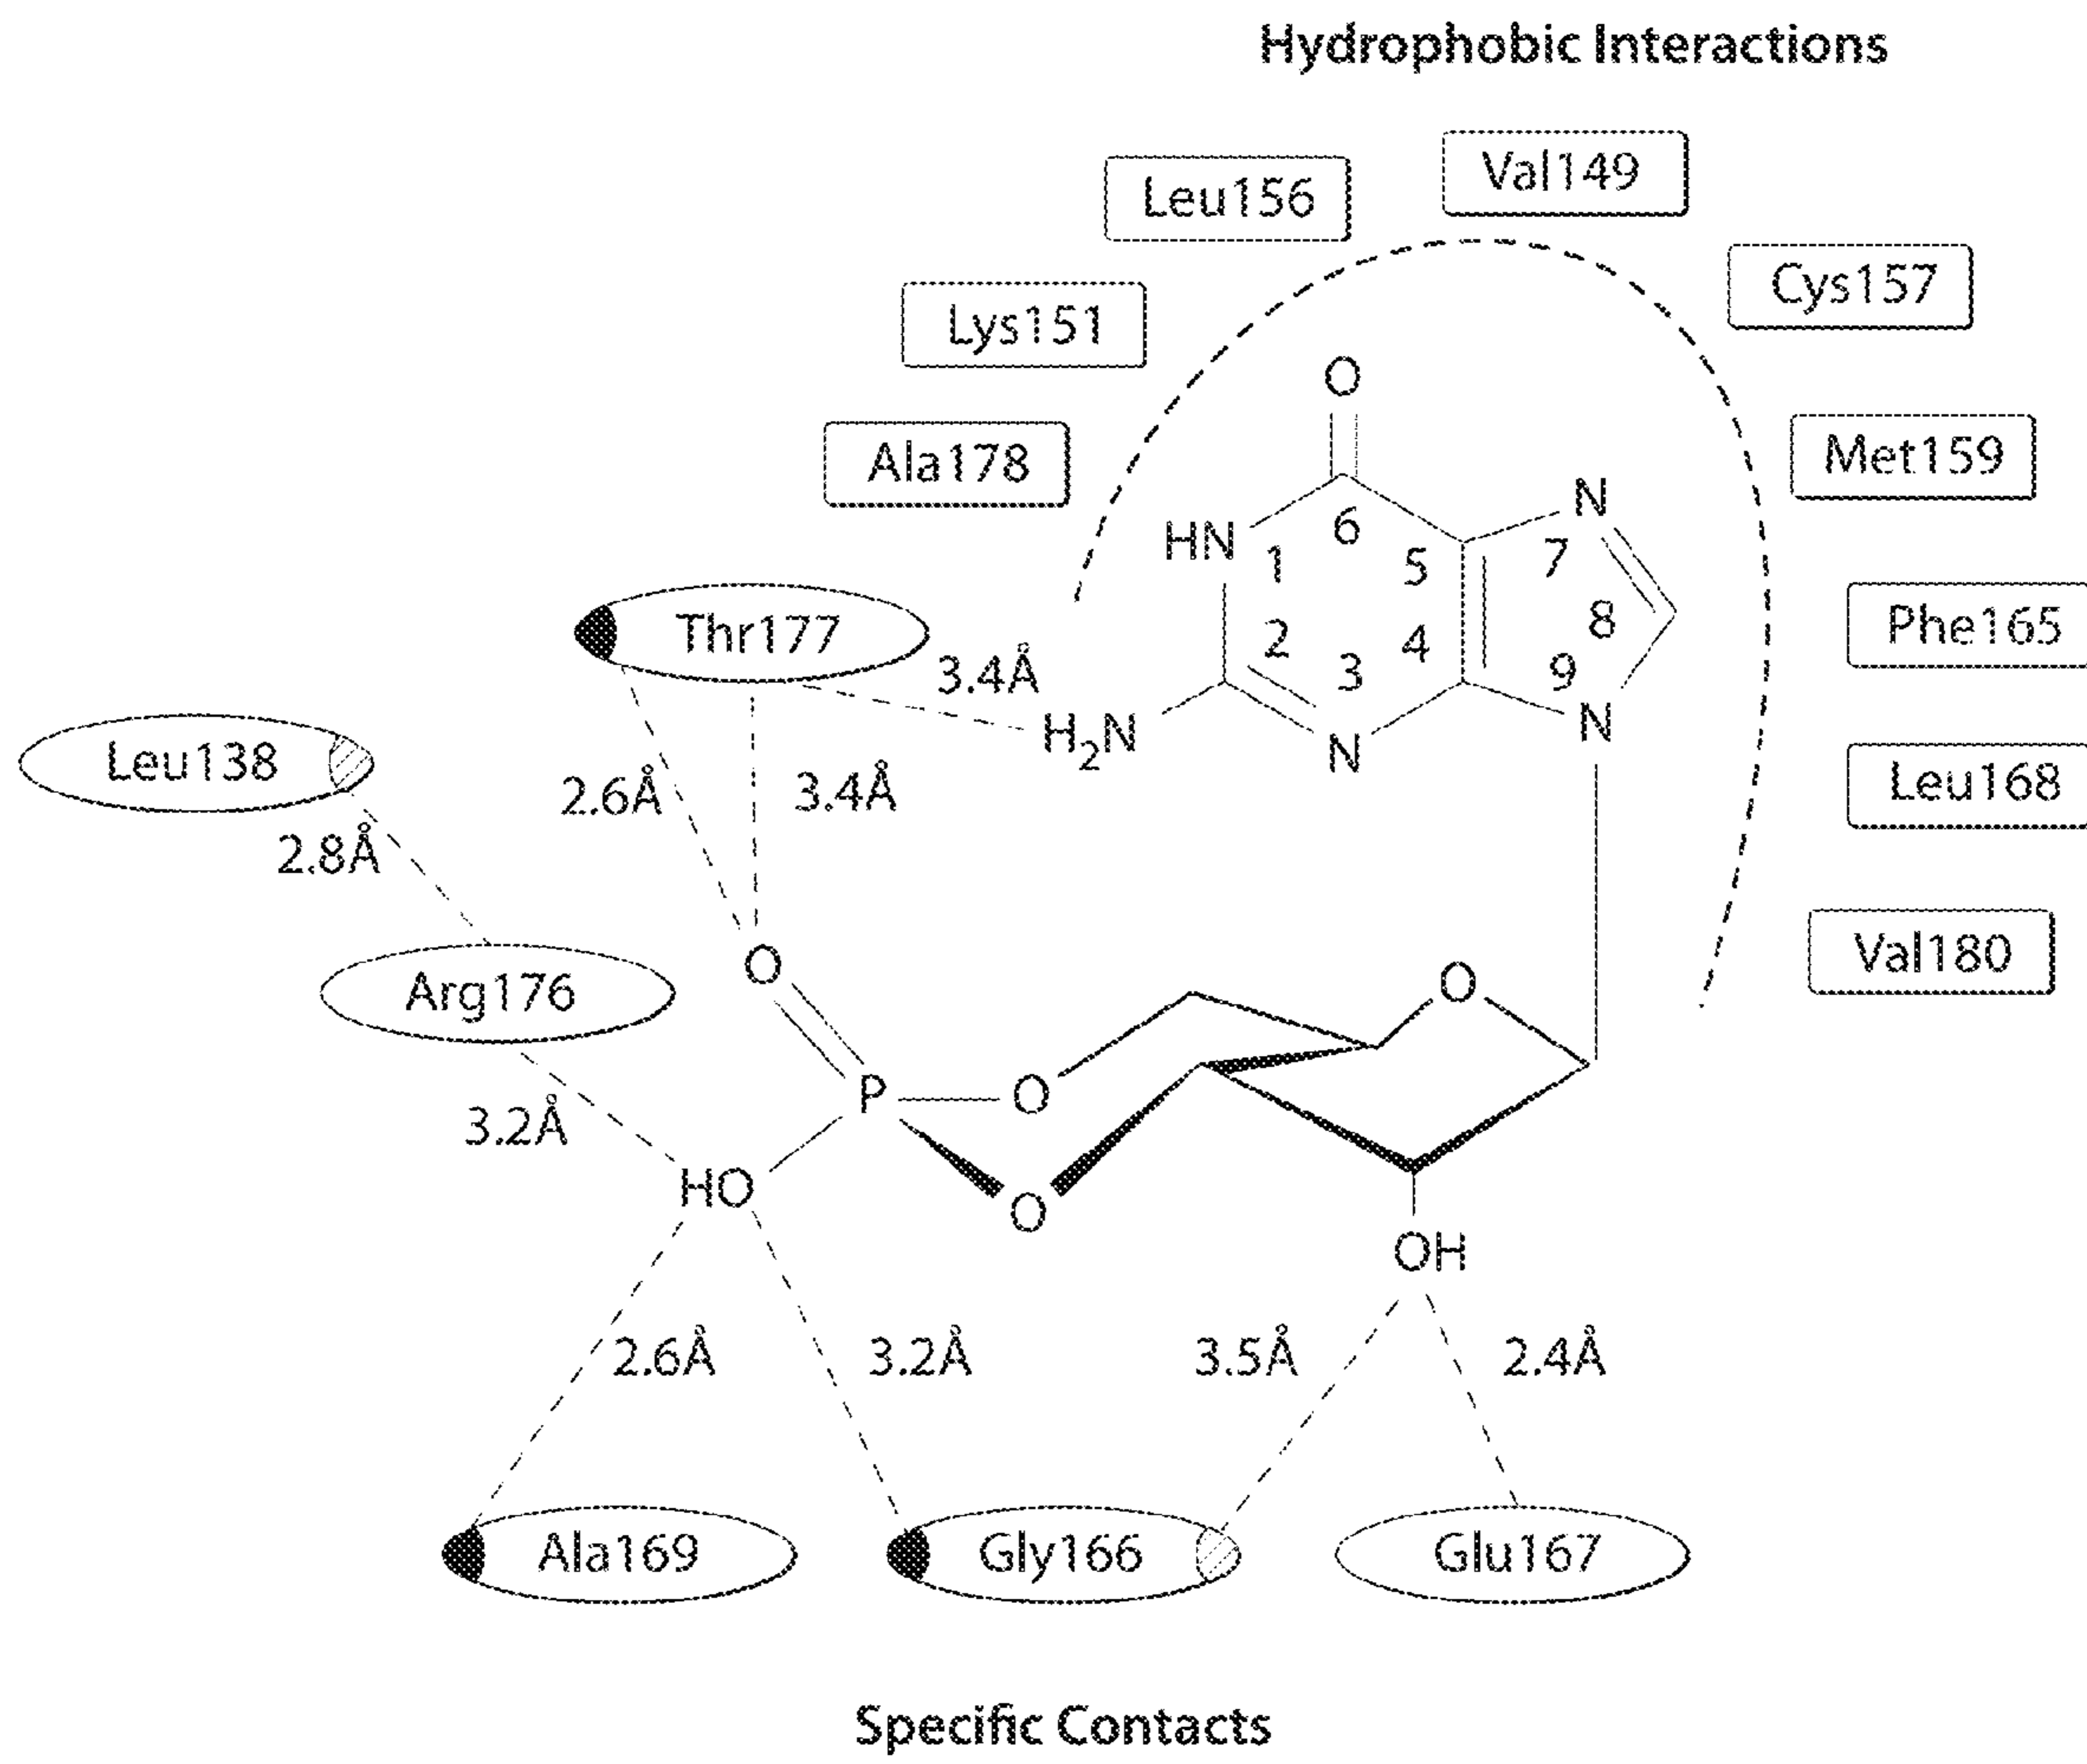 Hydrophobic Interactions
Val149
Leu156
Cys157
Lys151
O
Met159
Ala178
N
HN
6
7
1
5
Phe165
Thr177
2
4
8
3.4Å
3
9
H2N
N
N
Leu138
Leu168
2.6Å
3.4Å
2.8Å
Val180
O
O
Arg176
P
O
3.2Å
HO
O
OH
2.6Å
3.2Å
3.5Å
2.4Å
Ala169
Gly166
Glu167
Specific Contacts